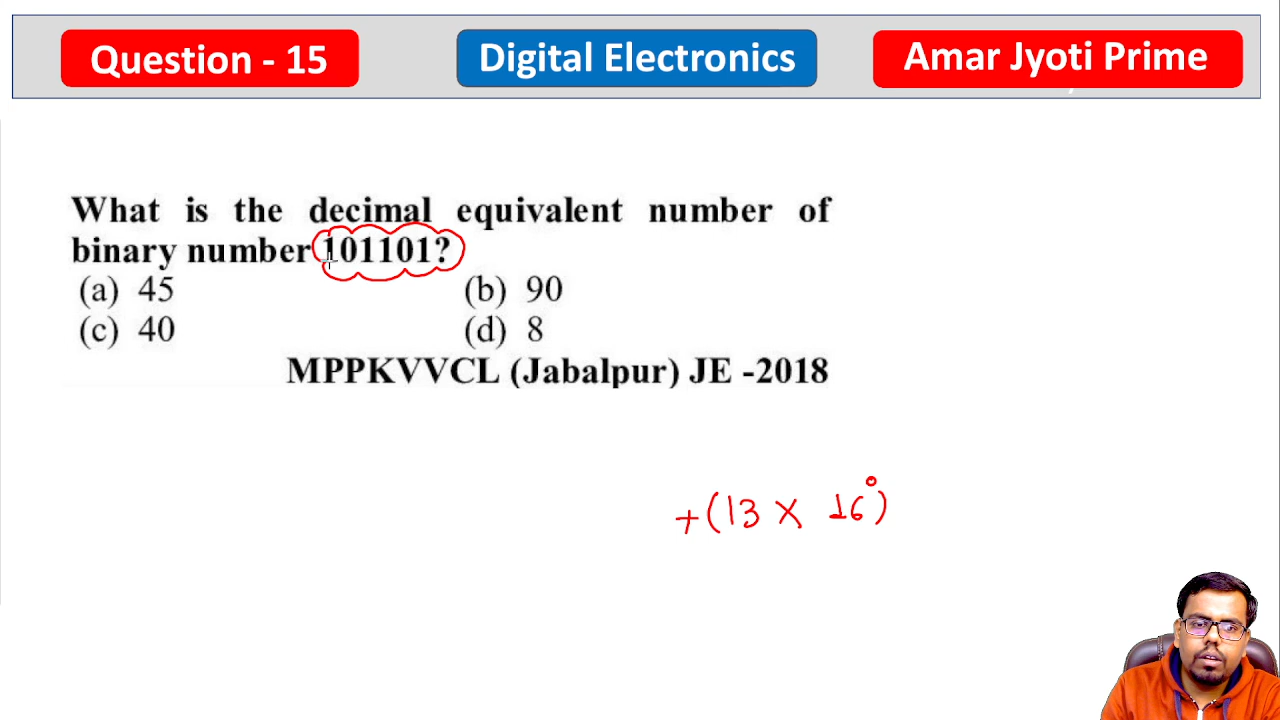 Question - 15
Digital Electronics
Amar Jyoti Prime
What is the decimal equivalent number of
binary number 101101?
(a) 45
(b) 90
(c) 40
(d) 8
MPPKVVCL (Jabalpur) JE -2018
+(13 × 16⁰)